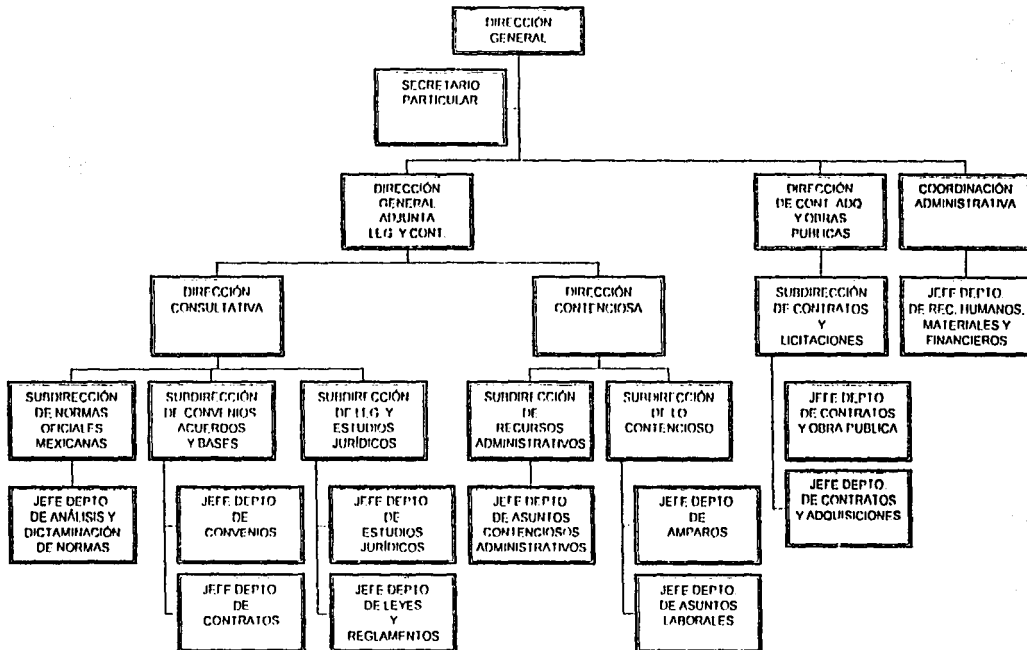 DIRECCIÓN
GENERAL
SECRETARIO
PARTICULAR
DIRECCIÓN
GENERAL
ADJUNTA
LEG. Y CONT.
DIRECCIÓN
DE CONT. ADQ
Y OBRAS
PUBLICAS
COORDINACIÓN
ADMINISTRATIVA
DIRECCIÓN
CONSULTATIVA
DIRECCIÓN
CONTENCIOSA
SUBDIRECCIÓN
DE CONTRATOS
Y
LICITACIONES
JEFE DEPTO.
DE REC. HUMANOS,
MATERIALES Y
FINANCIEROS
SUBDIRECCIÓN
DE NORMAS
OFICIALES
MEXICANAS
SUBDIRECCIÓN
DE CONVENIOS
ACUERDOS
Y BASES
SUBDIRECCIÓN
DE LEG. Y
ESTUDIOS
JURÍDICOS
SUBDIRECCIÓN
DE
RECURSOS
ADMINISTRATIVOS
SUBDIRECCIÓN
DE LO
CONTENCIOSO
JEFE DEPTO
DE CONTRATOS
Y OBRA PUBLICA
JEFE DEPTO
DE ANÁLISIS Y
DICTAMINACIÓN
DE NORMAS
JEFE DEPTO
DE
CONVENIOS
JEFE DEPTO
DE
ESTUDIOS
JURÍDICOS
JEFE DEPTO
DE ASUNTOS
CONTENCIOSOS
ADMINISTRATIVOS
JEFE DEPTO
DE
AMPAROS
JEFE DEPTO.
DE CONTRATOS
Y ADQUISICIONES
JEFE DEPTO
DE
CONTRATOS
JEFE DEPTO
DE LEYES
Y
REGLAMENTOS
JEFE DEPTO.
DE ASUNTOS
LABORALES